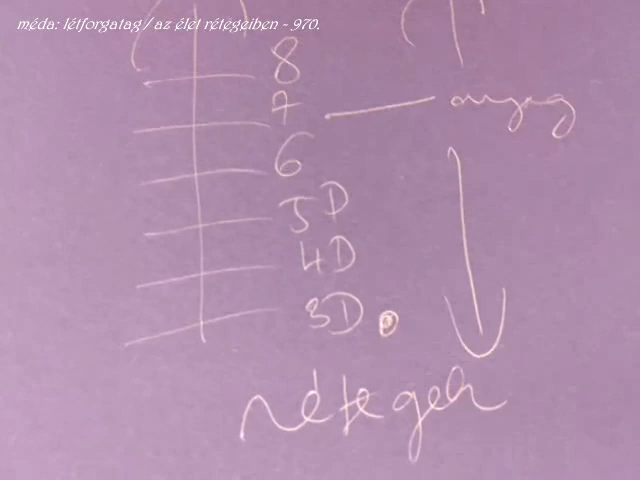 méda: létforgatag / az élet rétegeiben - 970.
8
7 anyag
6
5D
4D
3D
rétegek